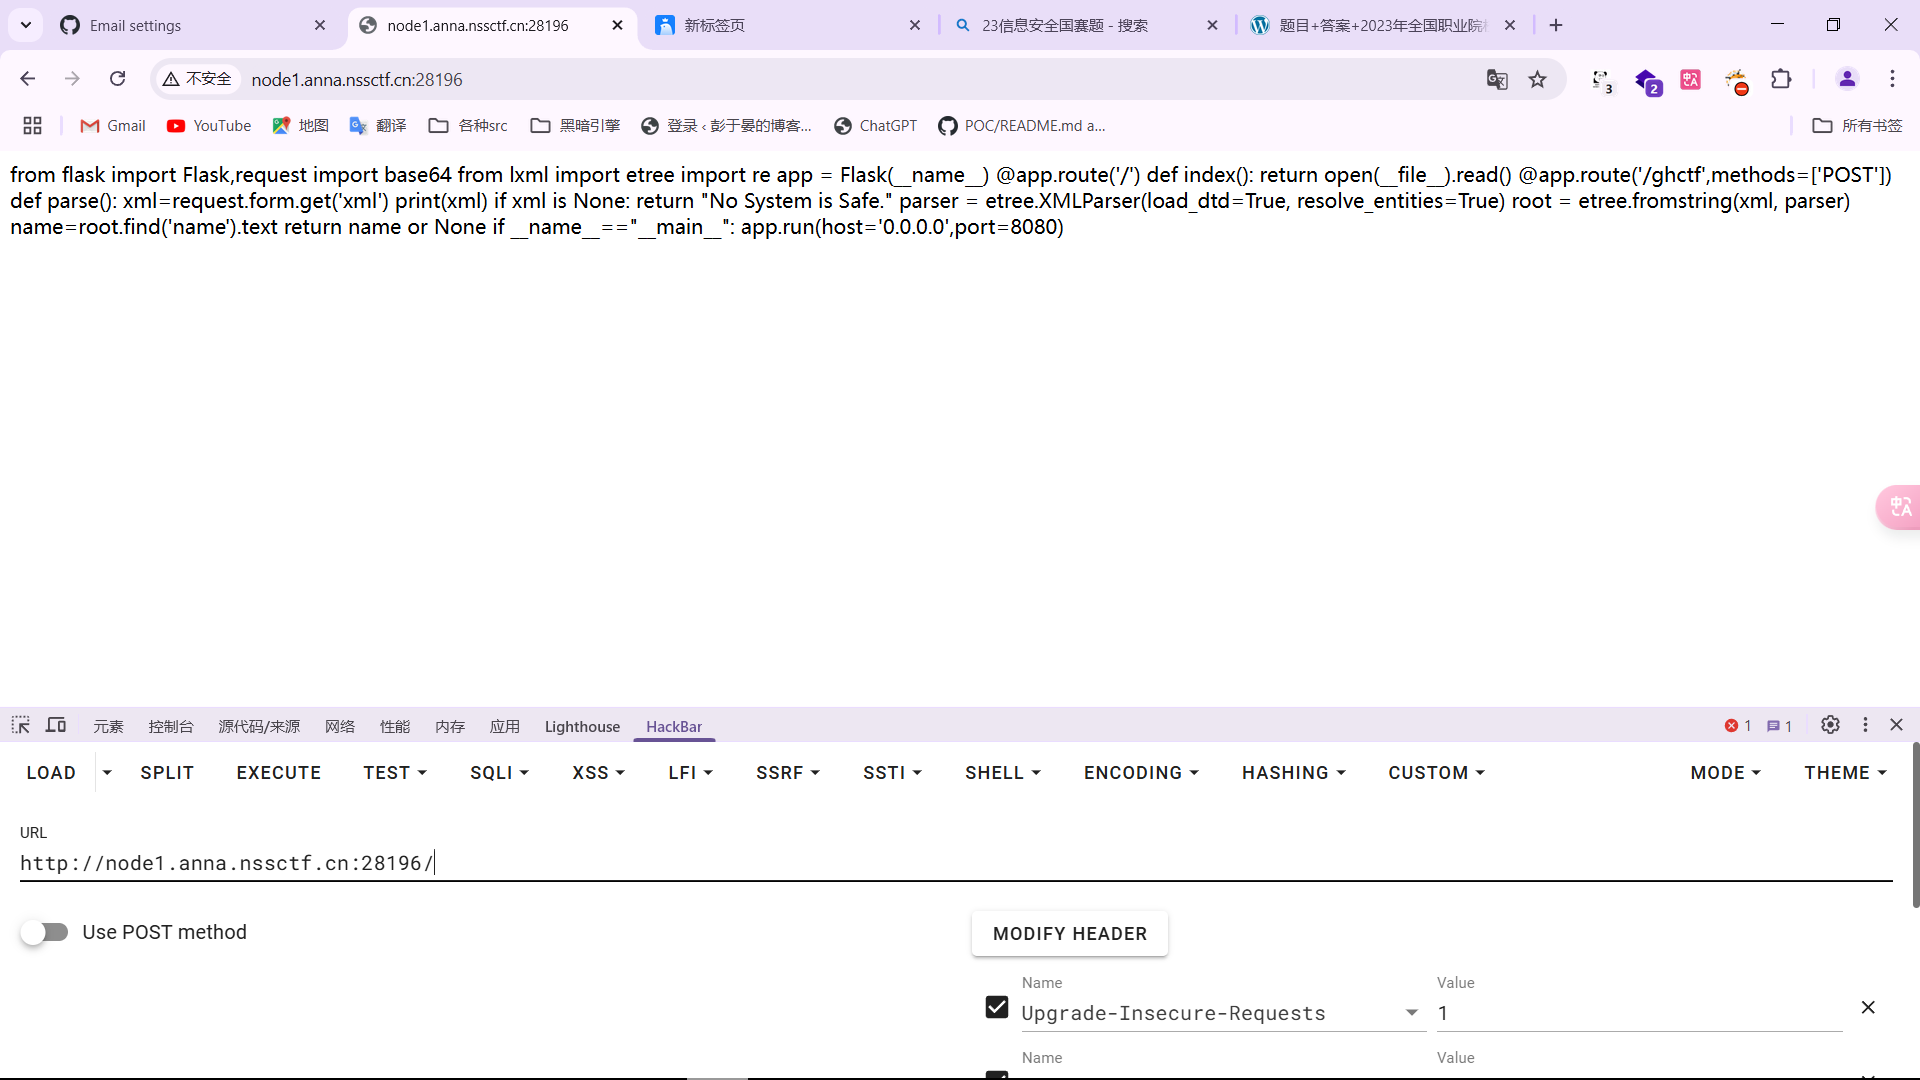 Email settings
node1.anna.nssctf.cn:28196
新标签页
23信息安全国赛题 - 搜索
题目+答案+2023年全国职业院
不安全
node1.anna.nssctf.cn:28196
3
2
Gmail
YouTube
地图
翻译
各种src
黑暗引擎
登录 ‹ 彭于晏的博客...
ChatGPT
POC/README.md a...
所有书签
from flask import Flask,request import base64 from lxml import etree import re app = Flask(__name__) @app.route('/') def index(): return open(__file__).read() @app.route('/ghctf',methods=['POST'])
def parse(): xml=request.form.get('xml') print(xml) if xml is None: return "No System is Safe." parser = etree.XMLParser(load_dtd=True, resolve_entities=True) root = etree.fromstring(xml, parser)
name=root.find('name').text return name or None if __name__=="__main__": app.run(host='0.0.0.0',port=8080)
元素
控制台
源代码/来源
网络
性能
内存
应用
Lighthouse
HackBar
1
1
LOAD
SPLIT
EXECUTE
TEST
SQLI
XSS
LFI
SSRF
SSTI
SHELL
ENCODING
HASHING
CUSTOM
MODE
THEME
URL
http://node1.anna.nssctf.cn:28196/
Use POST method
MODIFY HEADER
Name
Value
Upgrade-Insecure-Requests
1
Name
Value